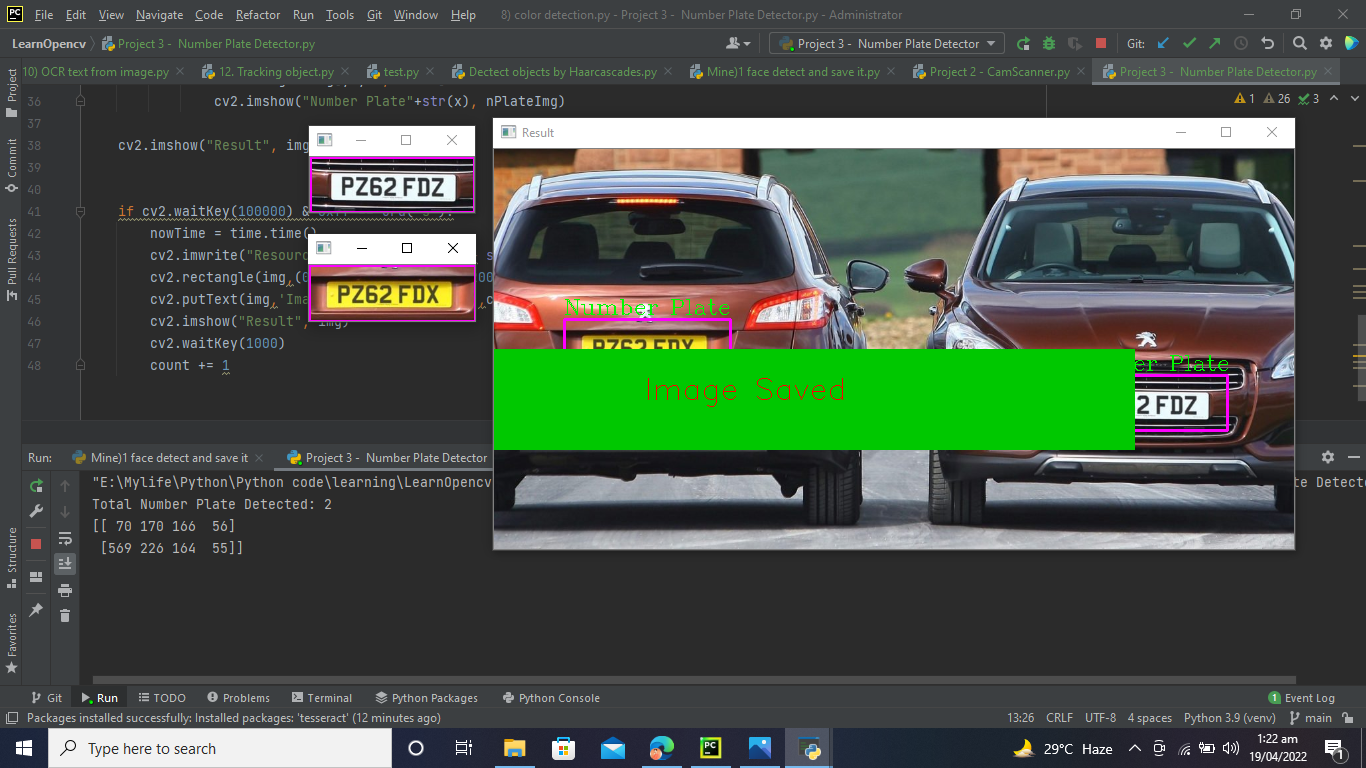 File Edit View Navigate Code Refactor Run Tools Git Window Help 8) color detection.py - Project 3 - Number Plate Detector.py - Administrator
LearnOpencv Project 3 - Number Plate Detector.py Project 3 - Number Plate Detector Git:
10) OCR text from image.py 12. Tracking object.py test.py Dectect objects by Haarcascades.py Mine)1 face detect and save it.py Project 2 - CamScanner.py Project 3 - Number Plate Detector.py
Project
Commit
Pull Requests
Structure
Favorites
1 26 3
36 cv2.imshow("Number Plate"+str(x), nPlateImg)
37
38 cv2.imshow("Result", img
39
40
41 if cv2.waitKey(100000) &
42 nowTime = time.time()
43 cv2.imwrite("Resour
44 cv2.rectangle(img,(0
45 cv2.putText(img,'Ima
46 cv2.imshow("Result", img)
47 cv2.waitKey(1000)
48 count += 1
PZ62 FDZ
PZ62 FDX
Result
Number Plate
PZ62 FDX
er Plate
2 FDZ
Image Saved
Run: Mine)1 face detect and save it Project 3 - Number Plate Detector
"E:\Mylife\Python\Python code\learning\LearnOpencv
Total Number Plate Detected: 2
[[ 70 170 166  56]
[569 226 164  55]]
Git Run TODO Problems Terminal Python Packages Python Console 1 Event Log
Packages installed successfully: Installed packages: 'tesseract' (12 minutes ago) 13:26 CRLF UTF-8 4 spaces Python 3.9 (venv) main
Type here to search 29°C Haze 1:22 am
19/04/2022 1